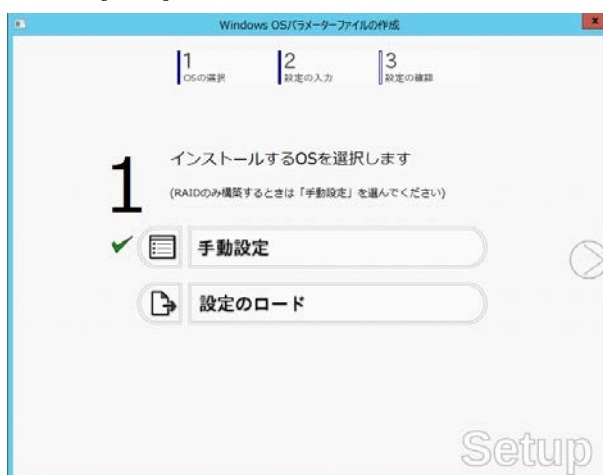 Windows OSパラメーターファイルの作成
x
1
OSの選択
2
設定の入力
3
設定の確認
1
インストールするOSを選択します
(RAIDのみ構築するときは「手動設定」を選んでください)
手動設定
設定のロード
Setup